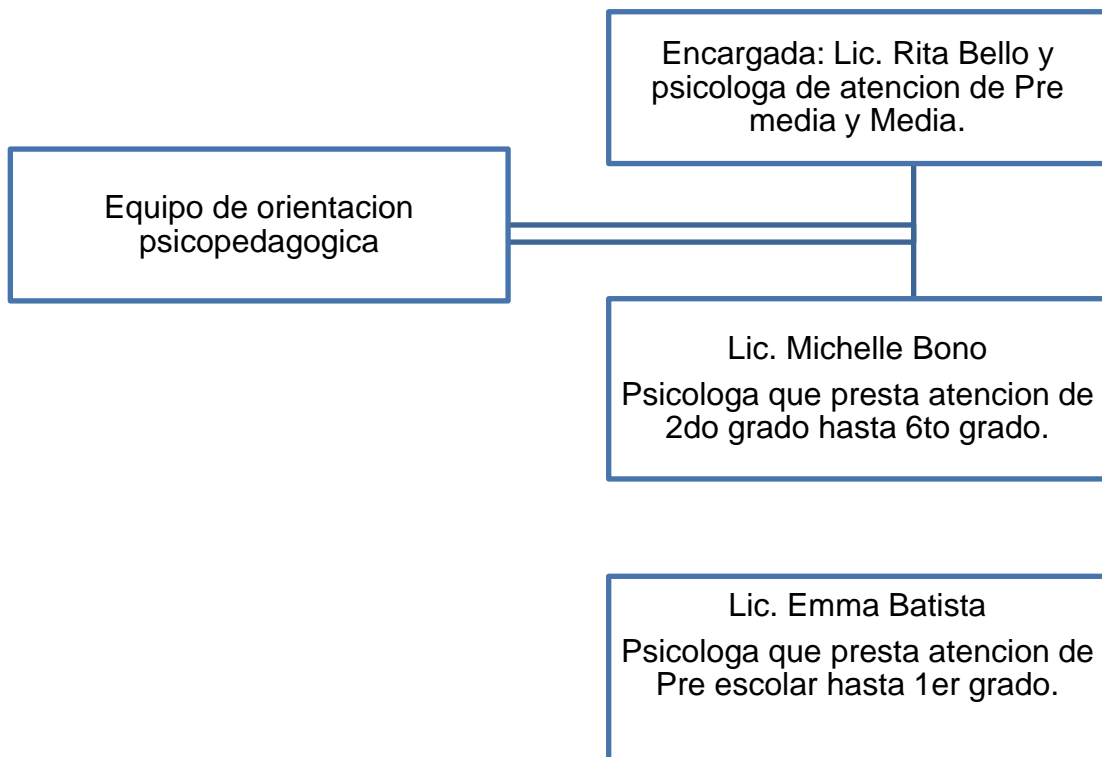 Encargada: Lic. Rita Bello y
psicologa de atencion de Pre
media y Media.
Equipo de orientacion
psicopedagogica
Lic. Michelle Bono
Psicologa que presta atencion de
2do grado hasta 6to grado.
Lic. Emma Batista
Psicologa que presta atencion de
Pre escolar hasta 1er grado.